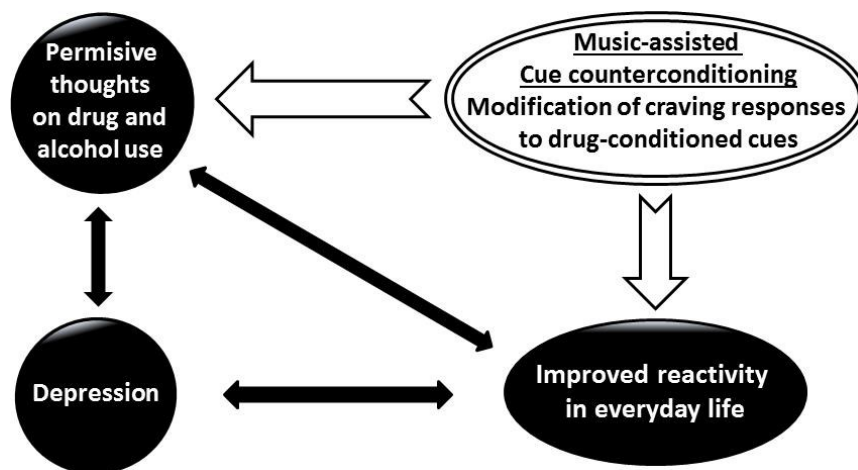 Permisive
thoughts
on drug and
alcohol use
Music-assisted
Cue counterconditioning
Modification of craving responses
to drug-conditioned cues
Depression
Improved reactivity
in everyday life